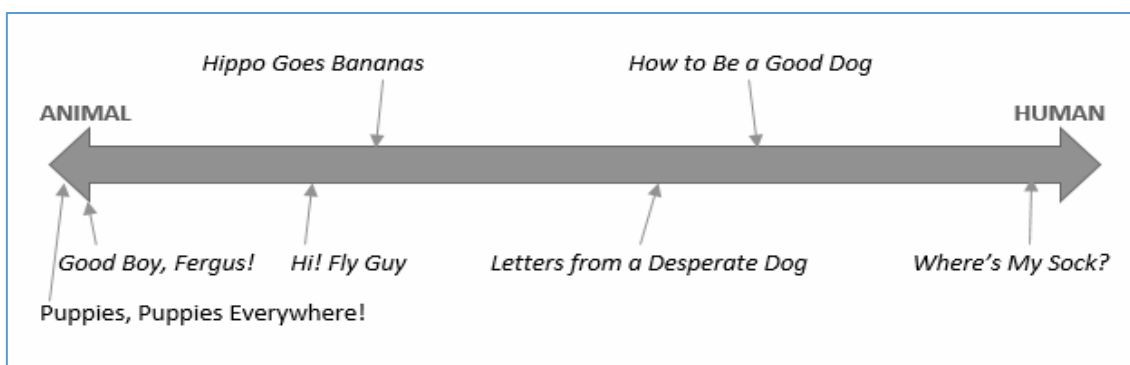 Hippo Goes Bananas
How to Be a Good Dog
ANIMAL
HUMAN
Good Boy, Fergus!
Hi! Fly Guy
Letters from a Desperate Dog
Where's My Sock?
Puppies, Puppies Everywhere!